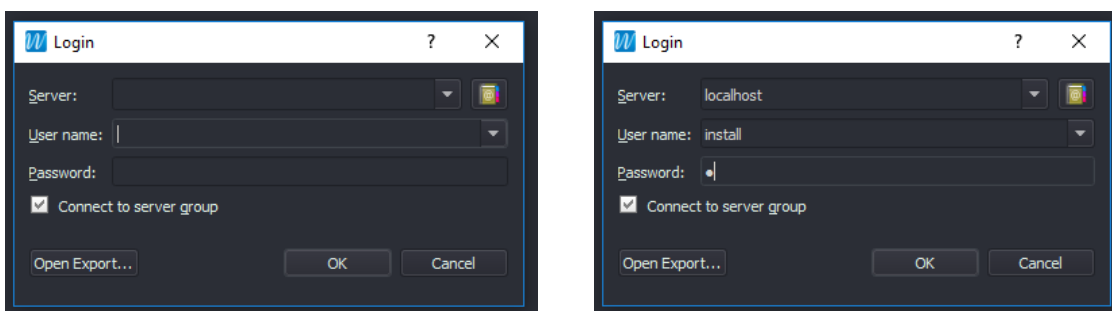 Login ?
Server:
User name:
Password:
Connect to server group
Open Export... OK Cancel
Login ?
Server: localhost
User name: install
Password: ●
Connect to server group
Open Export... OK Cancel